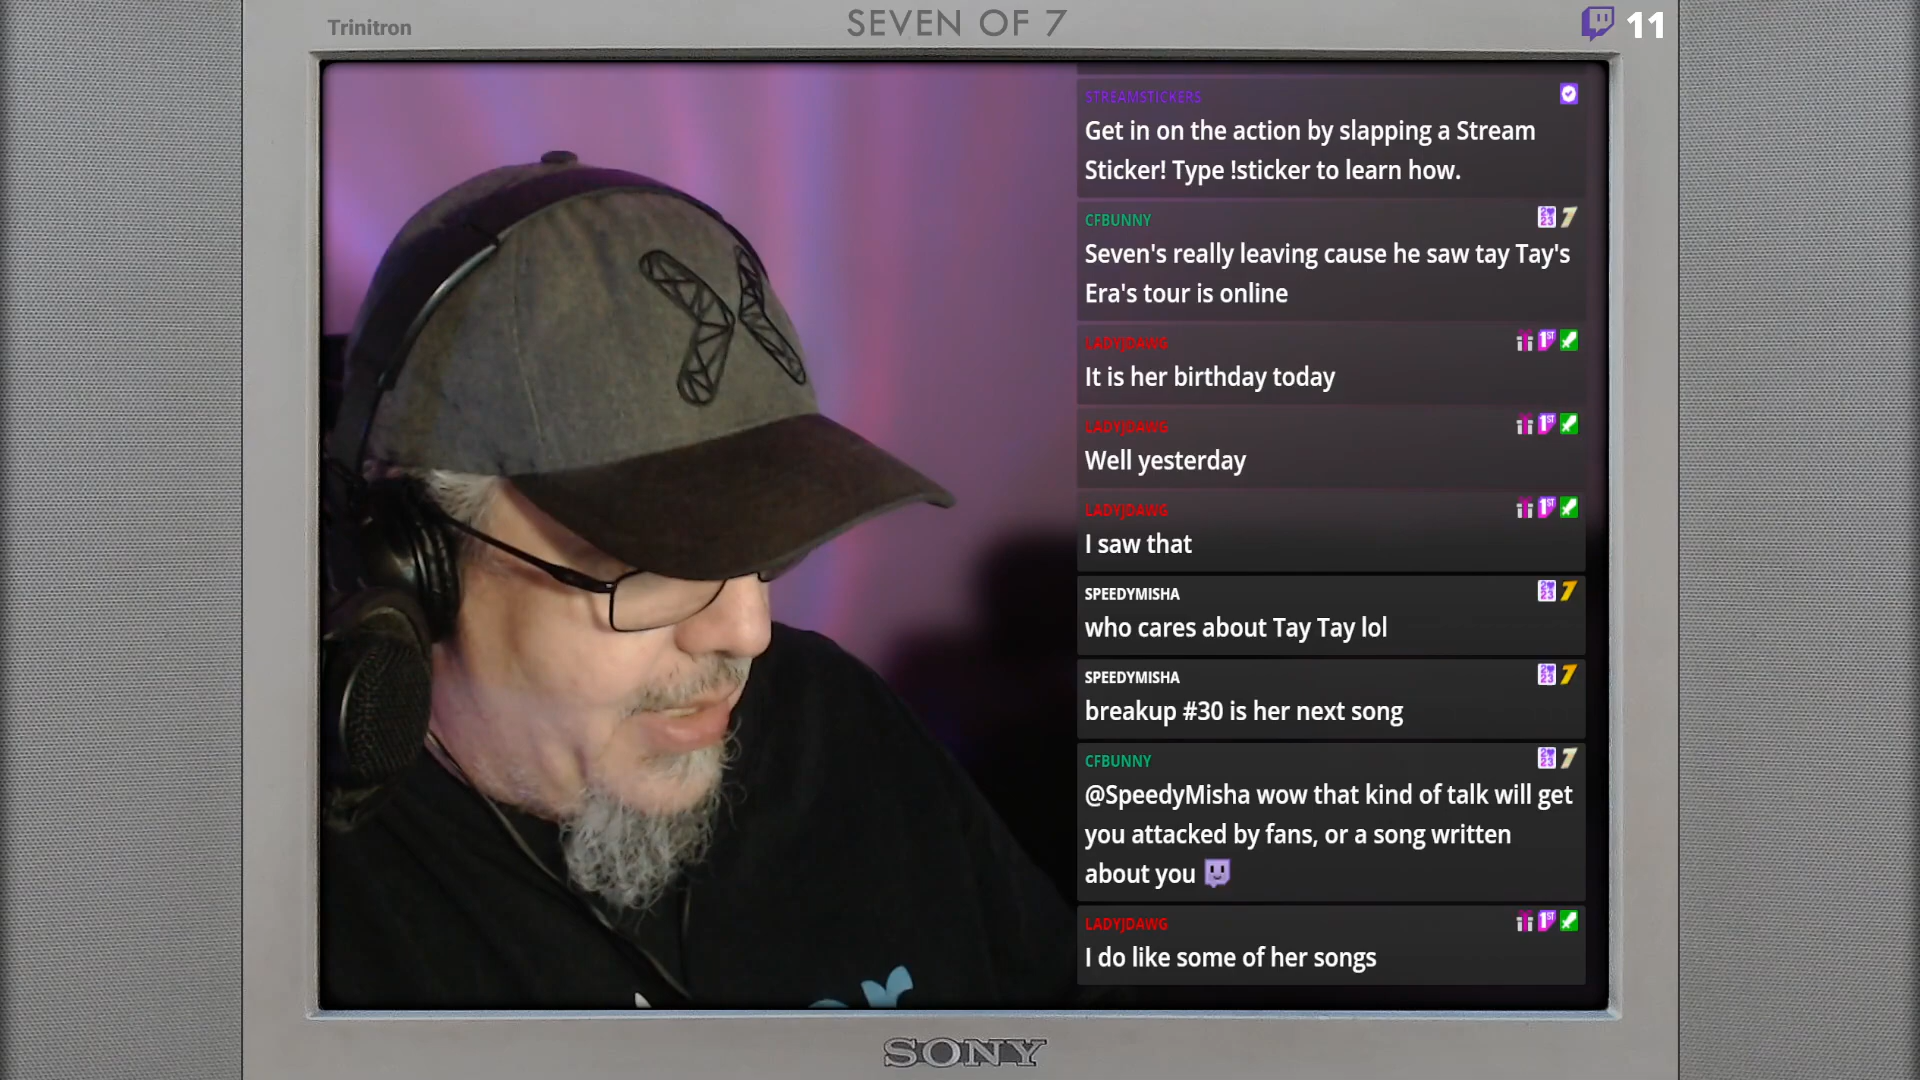 Trinitron
SEVEN OF 7
11
STREAMSTICKERS
Get in on the action by slapping a Stream
Sticker! Type !sticker to learn how.
CFBUNNY
Seven's really leaving cause he saw tay Tay's
Era's tour is online
LADYJDAWG
It is her birthday today
LADYJDAWG
Well yesterday
LADYJDAWG
I saw that
SPEEDYMISHA
who cares about Tay Tay lol
SPEEDYMISHA
breakup #30 is her next song
CFBUNNY
@SpeedyMisha wow that kind of talk will get
you attacked by fans, or a song written
about you
LADYJDAWG
I do like some of her songs
SONY